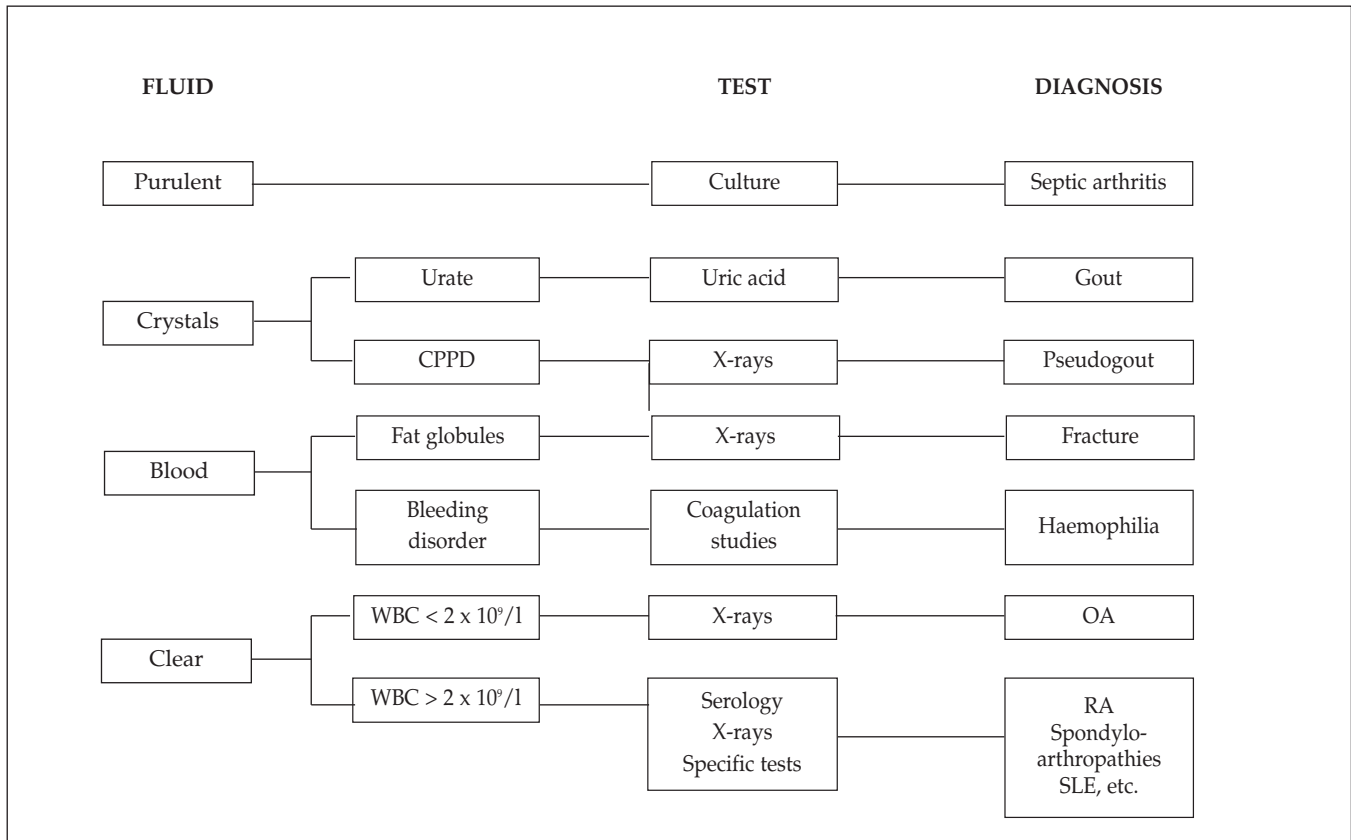 FLUID TEST DIAGNOSIS
Purulent Culture Septic arthritis
Urate Uric acid Gout
Crystals
CPPD X-rays Pseudogout
Fat globules X-rays Fracture
Blood
Bleeding
disorder
Coagulation
studies
Haemophilia
WBC < 2 x 10⁹/l X-rays OA
Clear
WBC > 2 x 10⁹/l
Serology
X-rays
Specific tests
RA
Spondylo-
arthropathies
SLE, etc.